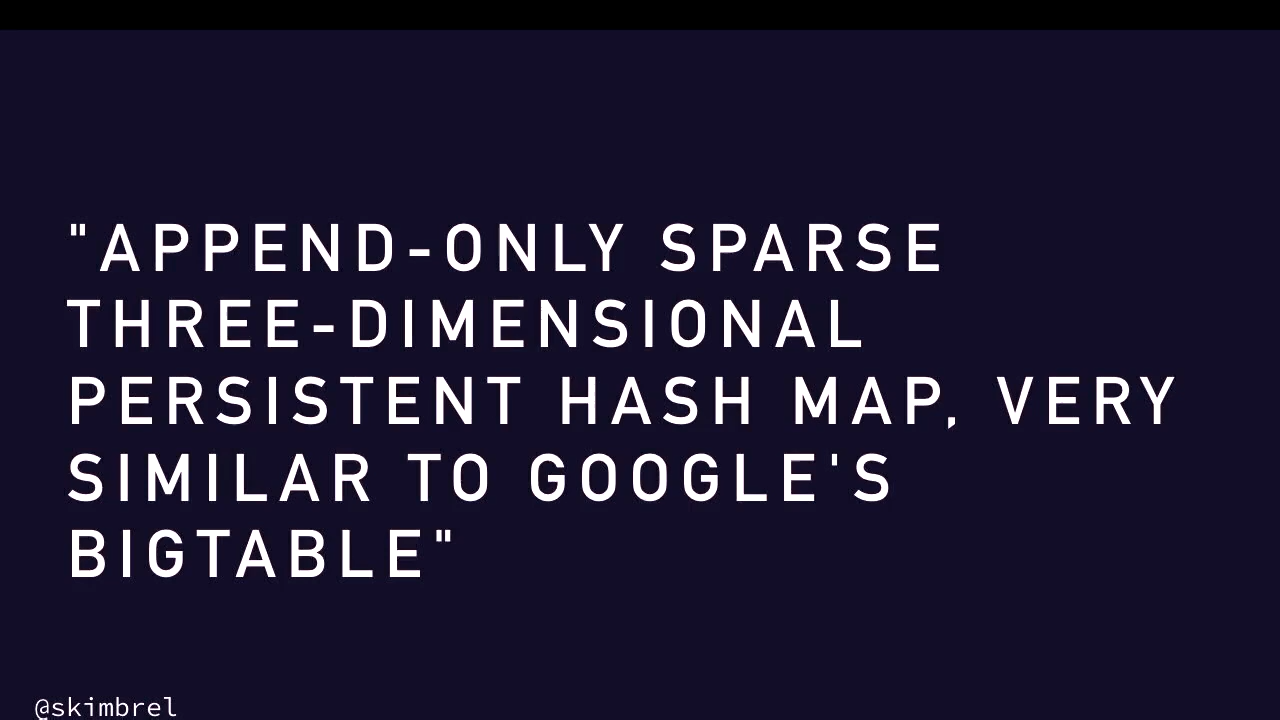 "APPEND-ONLY SPARSE
THREE-DIMENSIONAL
PERSISTENT HASH MAP, VERY
SIMILAR TO GOOGLE'S
BIGTABLE"
@skimbrel